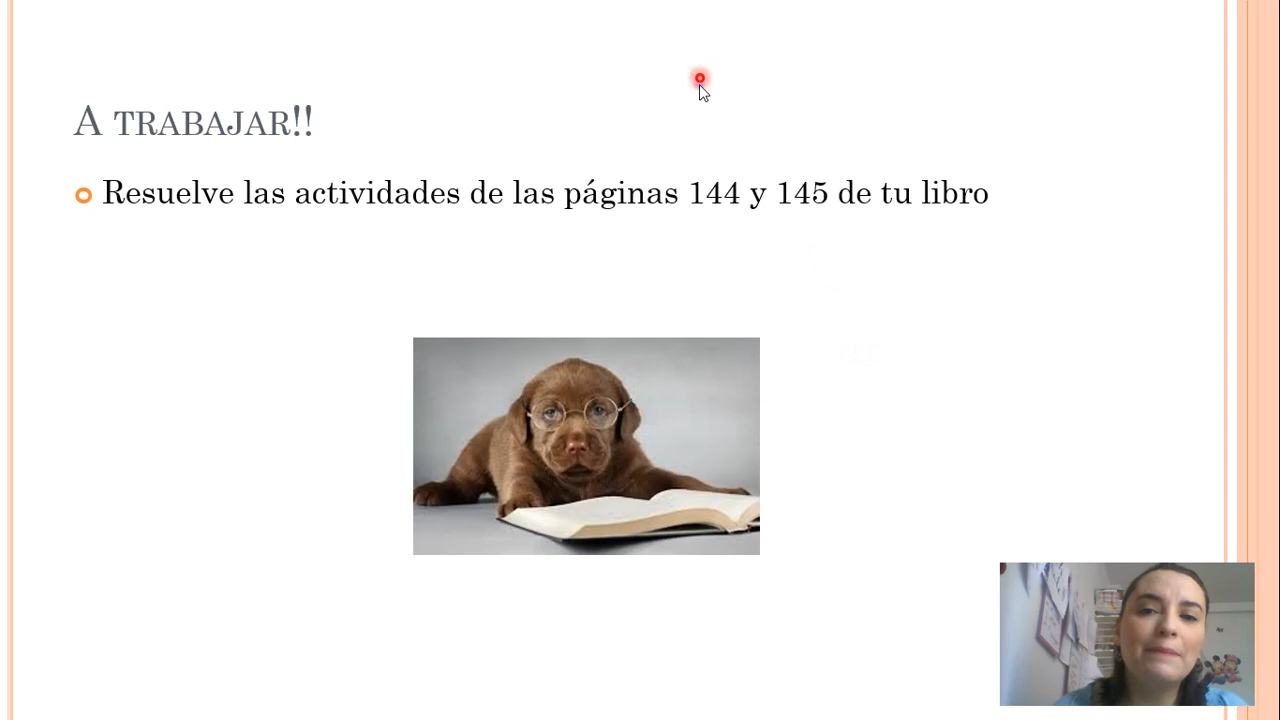 A TRABAJAR!!
Resuelve las actividades de las páginas 144 y 145 de tu libro